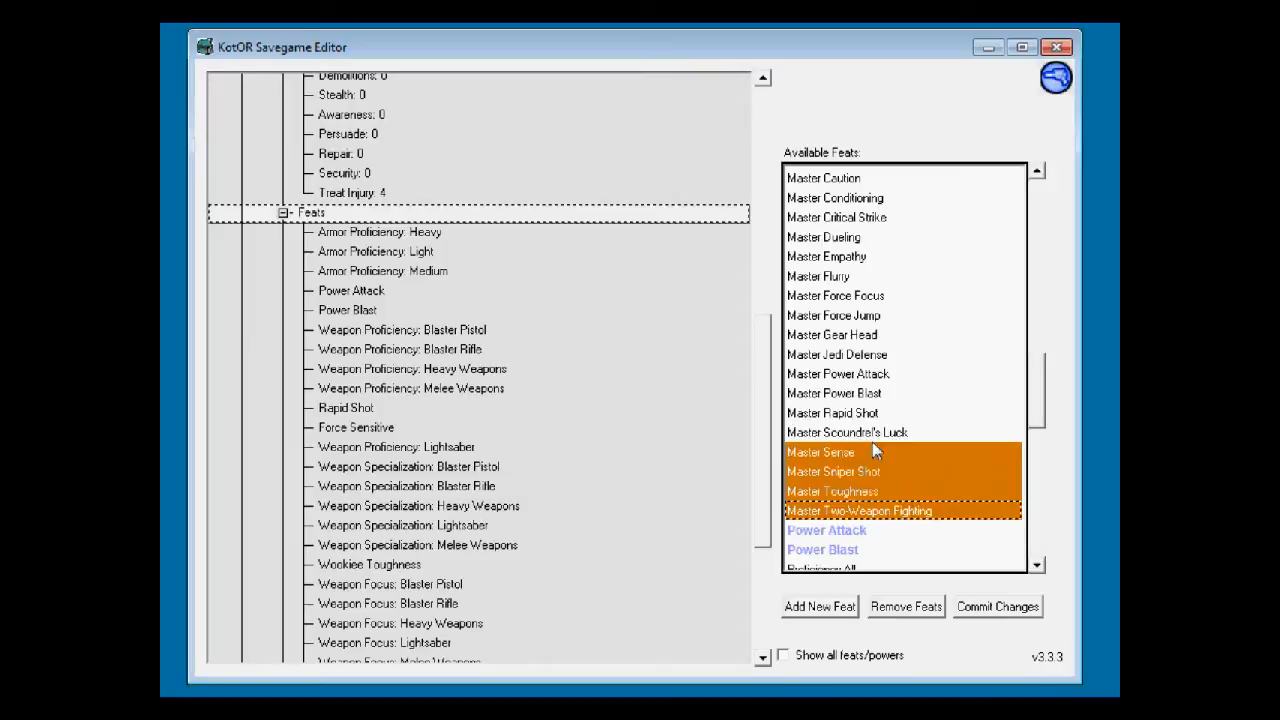 KotOR Savegame Editor
Demolitions: 0
Stealth: 0
Awareness: 0
Persuade: 0
Repair: 0
Security: 0
Treat Injury: 4
Feats
Armor Proficiency: Heavy
Armor Proficiency: Light
Armor Proficiency: Medium
Power Attack
Power Blast
Weapon Proficiency: Blaster Pistol
Weapon Proficiency: Blaster Rifle
Weapon Proficiency: Heavy Weapons
Weapon Proficiency: Melee Weapons
Rapid Shot
Force Sensitive
Weapon Proficiency: Lightsaber
Weapon Specialization: Blaster Pistol
Weapon Specialization: Blaster Rifle
Weapon Specialization: Heavy Weapons
Weapon Specialization: Lightsaber
Weapon Specialization: Melee Weapons
Wookiee Toughness
Weapon Focus: Blaster Pistol
Weapon Focus: Blaster Rifle
Weapon Focus: Heavy Weapons
Weapon Focus: Lightsaber
Weapon Focus: Melee Weapons
Available Feats:
Master Caution
Master Conditioning
Master Critical Strike
Master Dueling
Master Empathy
Master Flurry
Master Force Focus
Master Force Jump
Master Gear Head
Master Jedi Defense
Master Power Attack
Master Power Blast
Master Rapid Shot
Master Scoundrel's Luck
Master Sense
Master Sniper Shot
Master Toughness
Master Two-Weapon Fighting
Power Attack
Power Blast
Proficiency All
Add New Feat
Remove Feats
Commit Changes
Show all feats/powers
v3.3.3